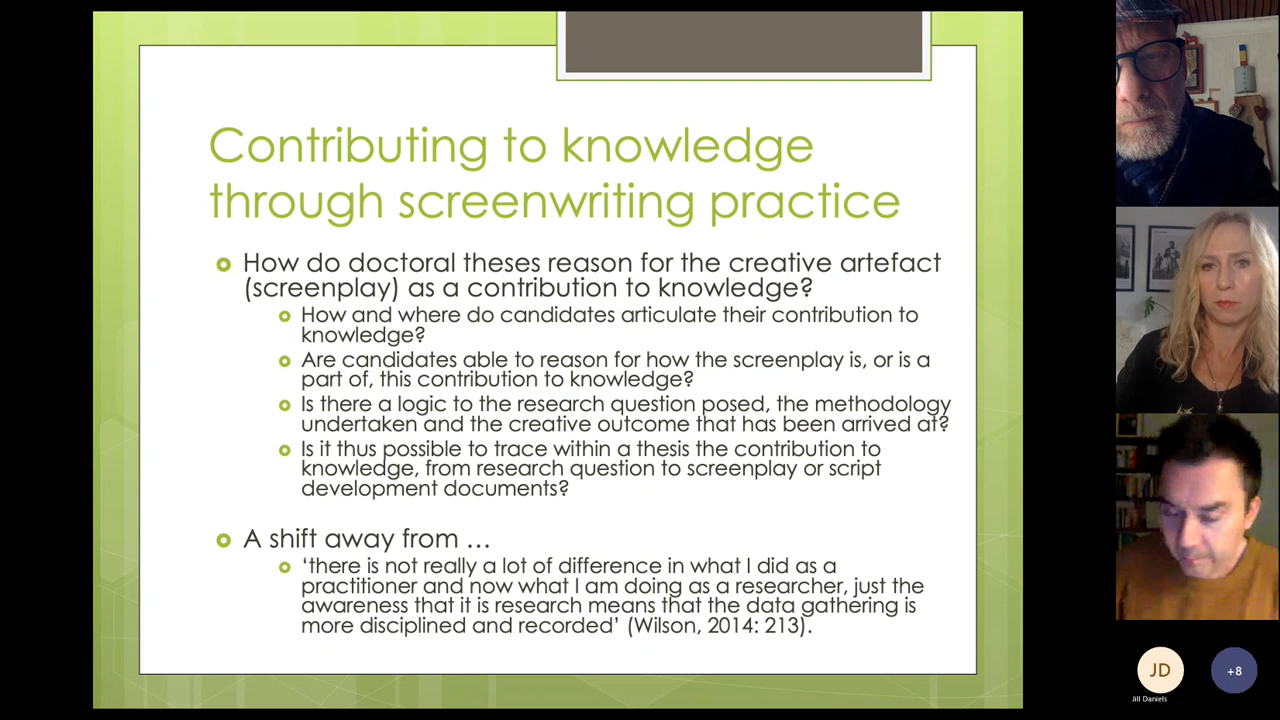 Contributing to knowledge
through screenwriting practice
How do doctoral theses reason for the creative artefact
(screenplay) as a contribution to knowledge?
How and where do candidates articulate their contribution to
knowledge?
Are candidates able to reason for how the screenplay is, or is a
part of, this contribution to knowledge?
Is there a logic to the research question posed, the methodology
undertaken and the creative outcome that has been arrived at?
Is it thus possible to trace within a thesis the contribution to
knowledge, from research question to screenplay or script
development documents?
A shift away from …
‘there is not really a lot of difference in what I did as a
practitioner and now what I am doing as a researcher, just the
awareness that it is research means that the data gathering is
more disciplined and recorded’ (Wilson, 2014: 213).
JD
+8
Jill Daniels